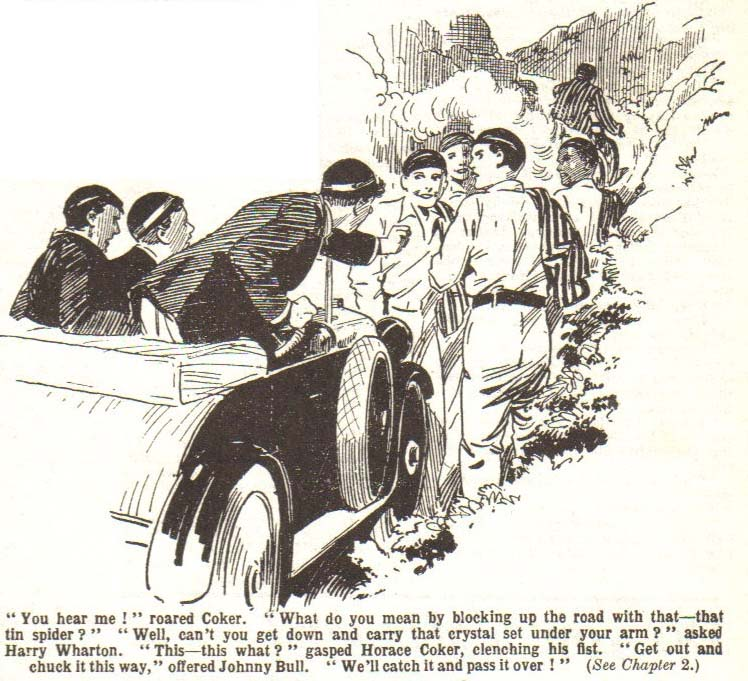 “ You hear me ! ” roared Coker. “ What do you mean by blocking up the road with that—that
tin spider ? ” “ Well, can't you get down and carry that crystal set under your arm ? ” asked
Harry Wharton. “ This—this what ? ” gasped Horace Coker, clenching his fist. “ Get out and
chuck it this way,” offered Johnny Bull. “ We'll catch it and pass it over ! ” (See Chapter 2.)